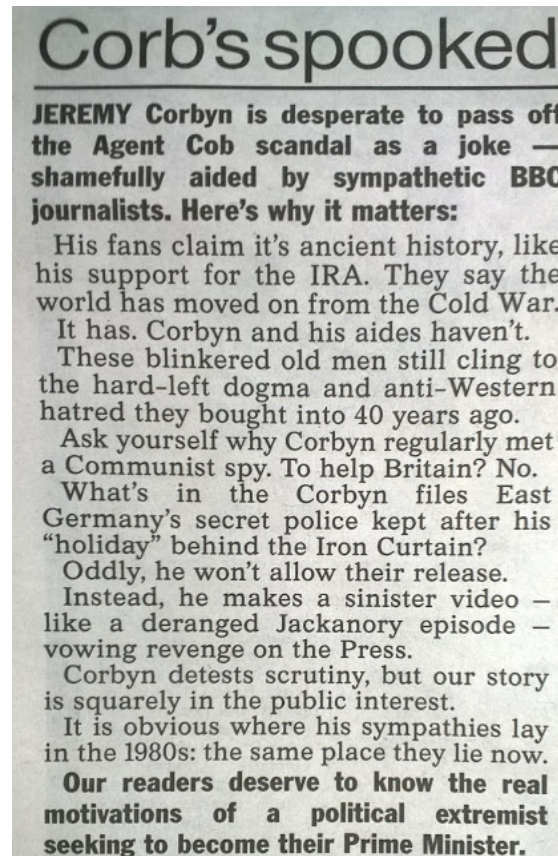 Corb's spooked
JEREMY Corbyn is desperate to pass off
the Agent Cob scandal as a joke —
shamefully aided by sympathetic BBC
journalists. Here's why it matters:
His fans claim it's ancient history, like
his support for the IRA. They say the
world has moved on from the Cold War.
It has. Corbyn and his aides haven't.
These blinkered old men still cling to
the hard-left dogma and anti-Western
hatred they bought into 40 years ago.
Ask yourself why Corbyn regularly met
a Communist spy. To help Britain? No.
What's in the Corbyn files East
Germany's secret police kept after his
"holiday" behind the Iron Curtain?
Oddly, he won't allow their release.
Instead, he makes a sinister video —
like a deranged Jackanory episode —
vowing revenge on the Press.
Corbyn detests scrutiny, but our story
is squarely in the public interest.
It is obvious where his sympathies lay
in the 1980s: the same place they lie now.
Our readers deserve to know the real
motivations of a political extremist
seeking to become their Prime Minister.